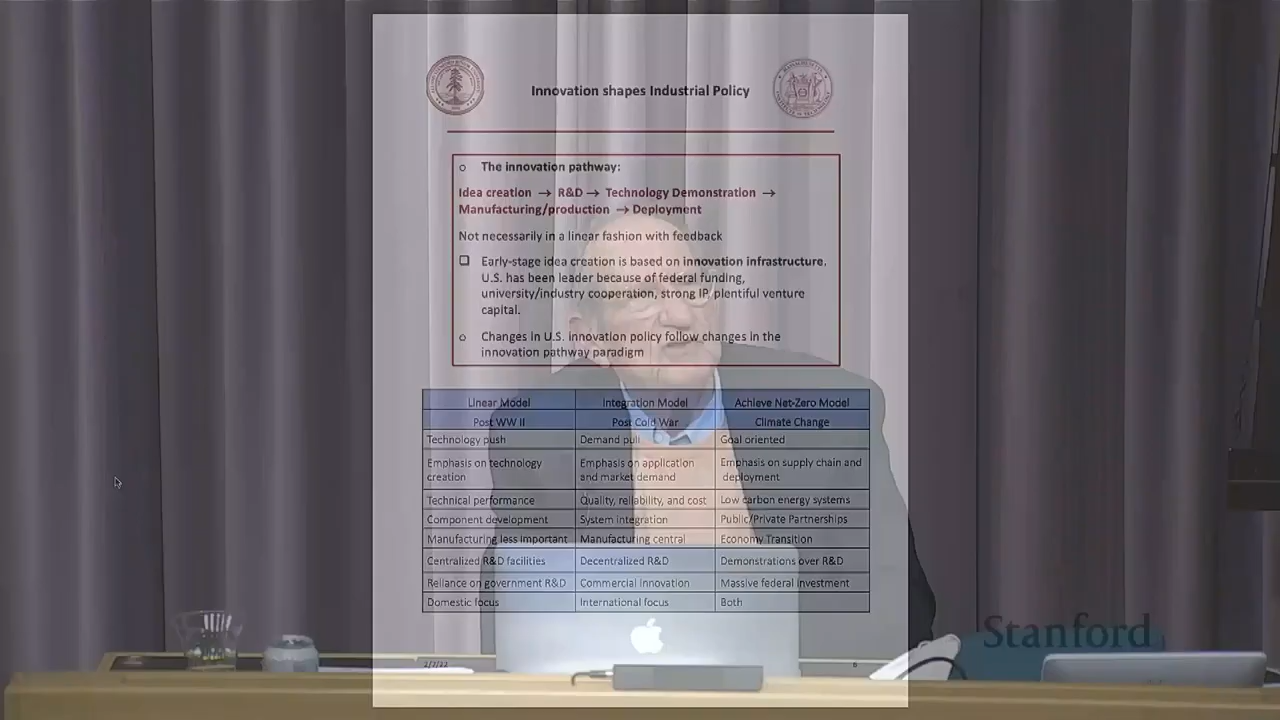 Innovation shapes Industrial Policy
o The innovation pathway:
Idea creation → R&D → Technology Demonstration →
Manufacturing/production → Deployment
Not necessarily in a linear fashion with feedback
❑ Early-stage idea creation is based on innovation infrastructure.
U.S. has been leader because of federal funding,
university/industry cooperation, strong IP, plentiful venture
capital.
o Changes in U.S. innovation policy follow changes in the
innovation pathway paradigm
Linear Model Integration Model Achieve Net-Zero Model
Post WW II Post Cold War Climate Change
Technology push Demand pull Goal oriented
Emphasis on technology creation Emphasis on application and market demand Emphasis on supply chain and deployment
Technical performance Quality, reliability, and cost Low carbon energy systems
Component development System integration Public/Private Partnerships
Manufacturing less important Manufacturing central Economy Transition
Centralized R&D facilities Decentralized R&D Demonstrations over R&D
Reliance on government R&D Commercial innovation Massive federal investment
Domestic focus International focus Both
2/7/22 6
Stanford